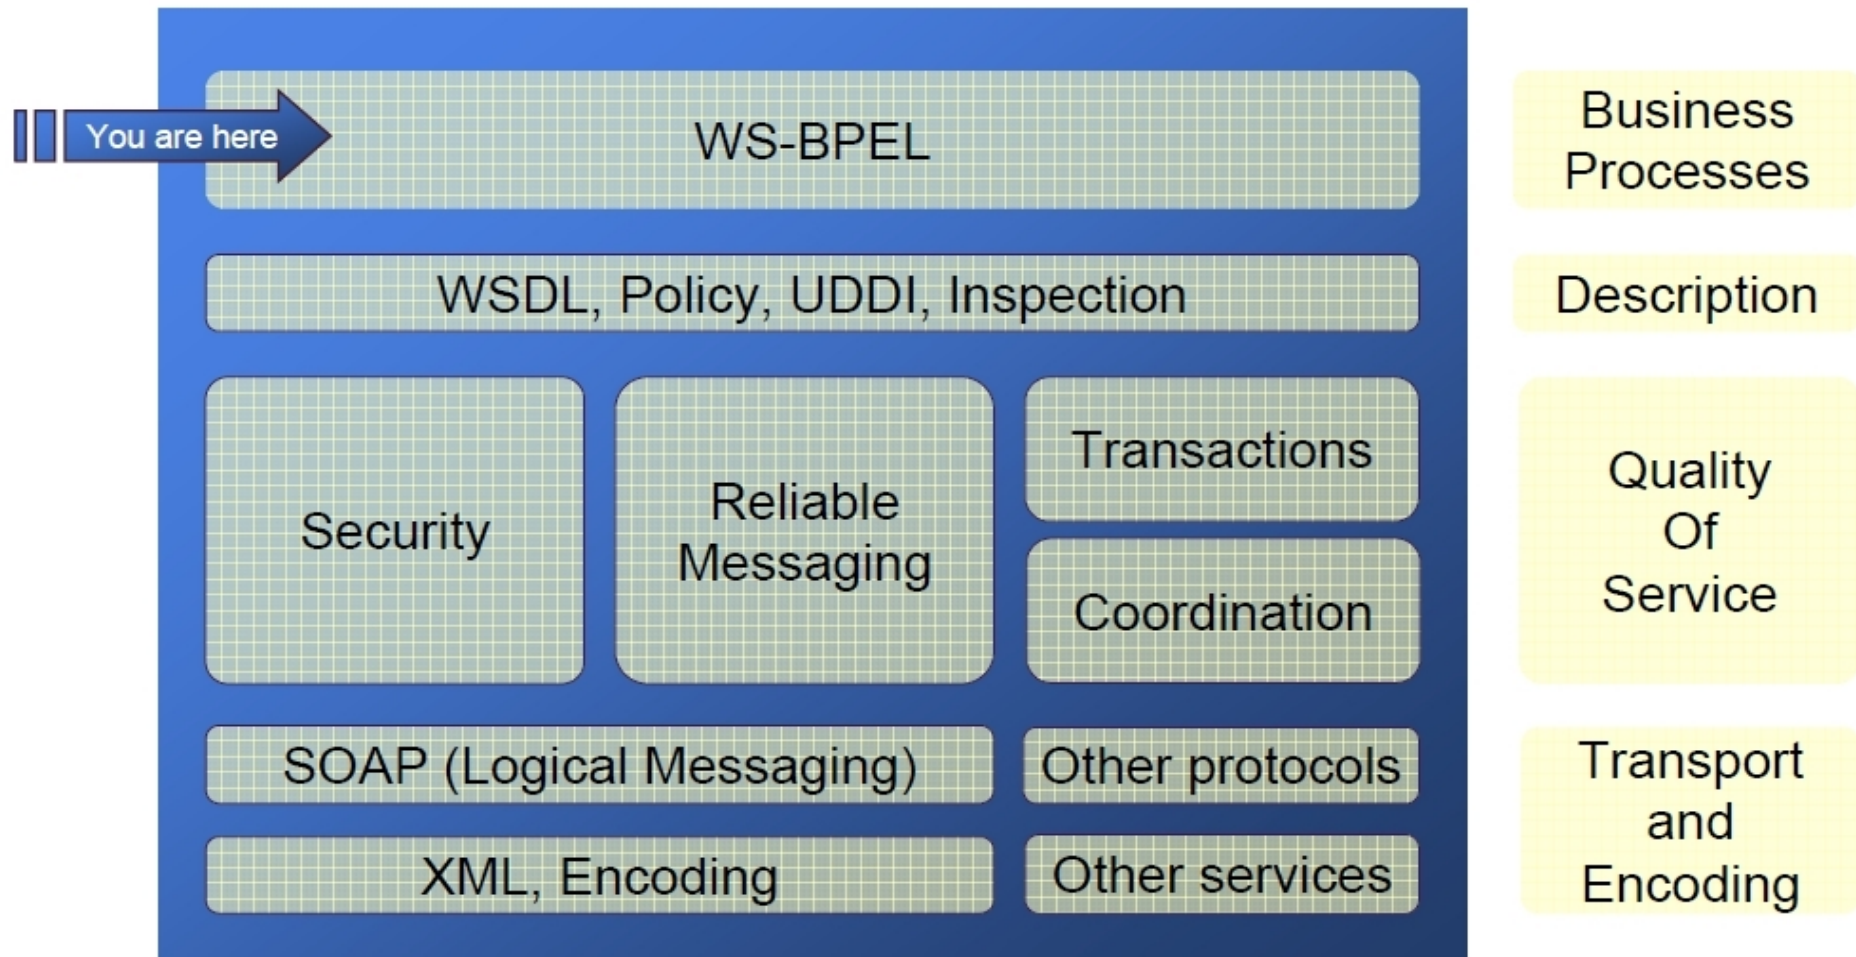 You are here
WS-BPEL
Business
Processes
WSDL, Policy, UDDI, Inspection
Description
Security
Reliable
Messaging
Transactions
Coordination
Quality
Of
Service
SOAP (Logical Messaging)
Other protocols
XML, Encoding
Other services
Transport
and
Encoding